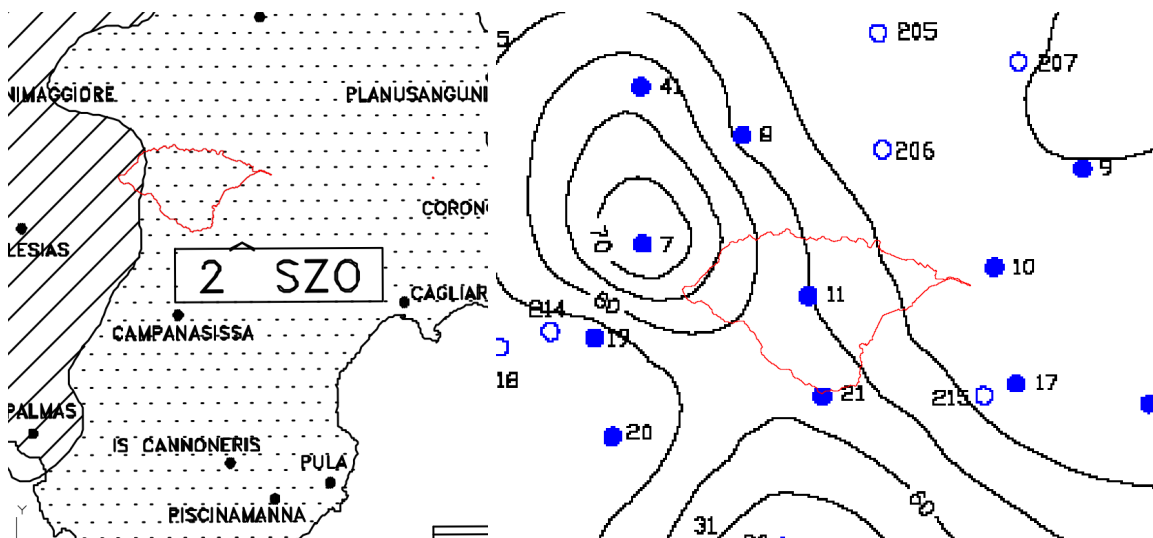 NIMAGGIORE
PLANUSANGUNI
CORON
LESIAS
2^ SZO
CAGLIAR
CAMPANASISSA
PALMAS
IS CANNONERIS
PULA
PISCINAMANNA
Y
5
205
207
41
8
206
9
70
7
10
11
60
214
19
18
17
215
21
20
60
31